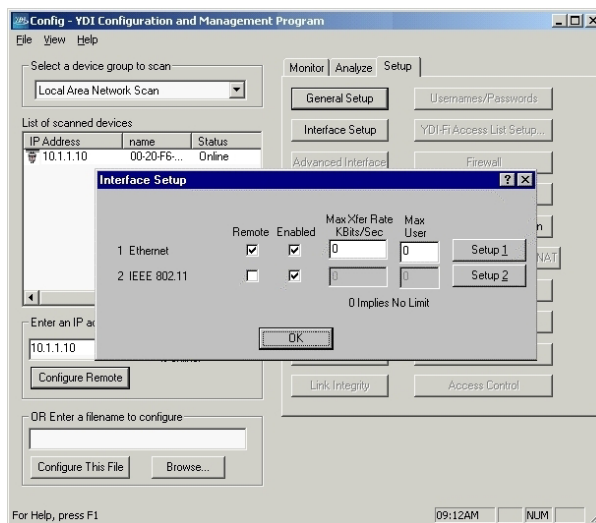 Config - YDI Configuration and Management Program
File View Help
Select a device group to scan
Local Area Network Scan
List of scanned devices
IP Address name Status
10.1.1.10 00-20-F6-... Online
Enter an IP
10.1.1.10
Configure Remote
OR Enter a filename to configure
Configure This File Browse...
Monitor Analyze Setup
General Setup Usernames/Passwords
Interface Setup YDI-Fi Access List Setup...
Advanced Interface Firewall
NAT
Link Integrity Access Control
Interface Setup
Remote Enabled Max Xfer Rate KBits/Sec Max User
1 Ethernet 0 0 Setup 1
2 IEEE 802.11 0 0 Setup 2
0 Implies No Limit
OK
For Help, press F1 09:12AM NUM